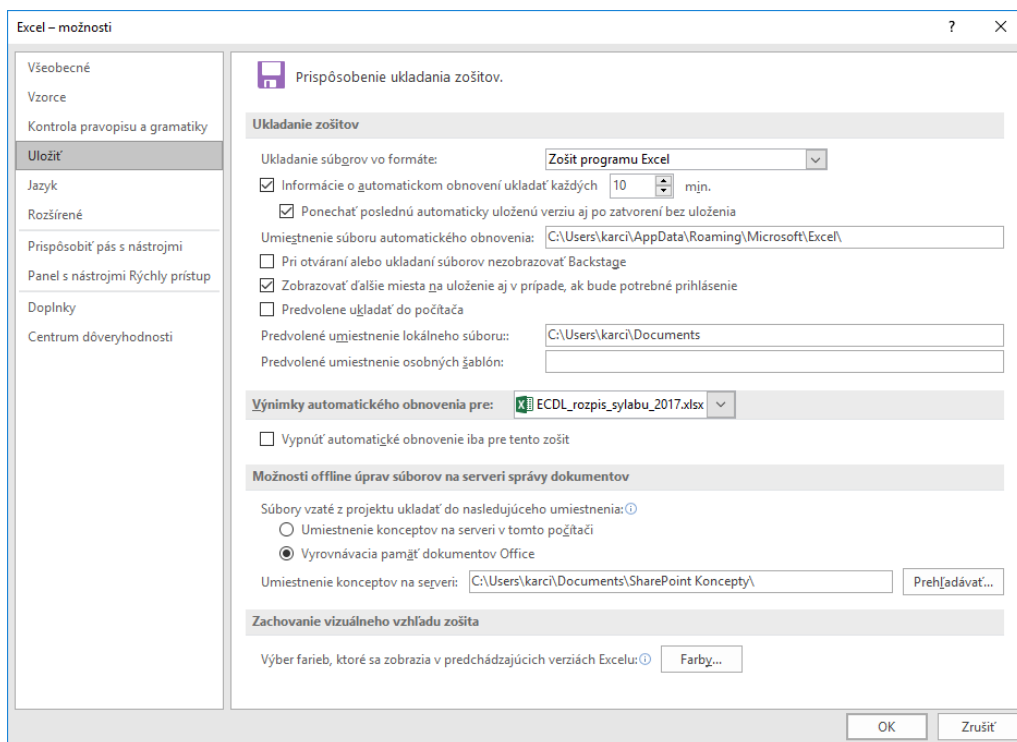 Excel – možnosti
Všeobecné
Vzorce
Kontrola pravopisu a gramatiky
Uložiť
Jazyk
Rozšírené
Prispôsobiť pás s nástrojmi
Panel s nástrojmi Rýchly prístup
Doplnky
Centrum dôveryhodnosti
Prispôsobenie ukladania zošitov.
Ukladanie zošitov
Ukladanie súborov vo formáte: Zošit programu Excel
Informácie o automatickom obnovení ukladať každých 10 min.
Ponechať poslednú automaticky uloženú verziu aj po zatvorení bez uloženia
Umiestnenie súboru automatického obnovenia: C:\Users\karci\AppData\Roaming\Microsoft\Excel\
Pri otváraní alebo ukladaní súborov nezobrazovať Backstage
Zobrazovať ďalšie miesta na uloženie aj v prípade, ak bude potrebné prihlásenie
Predvolene ukladať do počítača
Predvolené umiestnenie lokálneho súboru:: C:\Users\karci\Documents
Predvolené umiestnenie osobných šablón:
Výnimky automatického obnovenia pre: ECDL_rozpis_sylabu_2017.xlsx
Vypnúť automatické obnovenie iba pre tento zošit
Možnosti offline úprav súborov na serveri správy dokumentov
Súbory vzaté z projektu ukladať do nasledujúceho umiestnenia:
Umiestnenie konceptov na serveri v tomto počítači
Vyrovnávacia pamäť dokumentov Office
Umiestnenie konceptov na serveri: C:\Users\karci\Documents\SharePoint Koncepty\ Prehľadávať...
Zachovanie vizuálneho vzhľadu zošita
Výber farieb, ktoré sa zobrazia v predchádzajúcich verziách Excelu: Farby...
OK Zrušiť